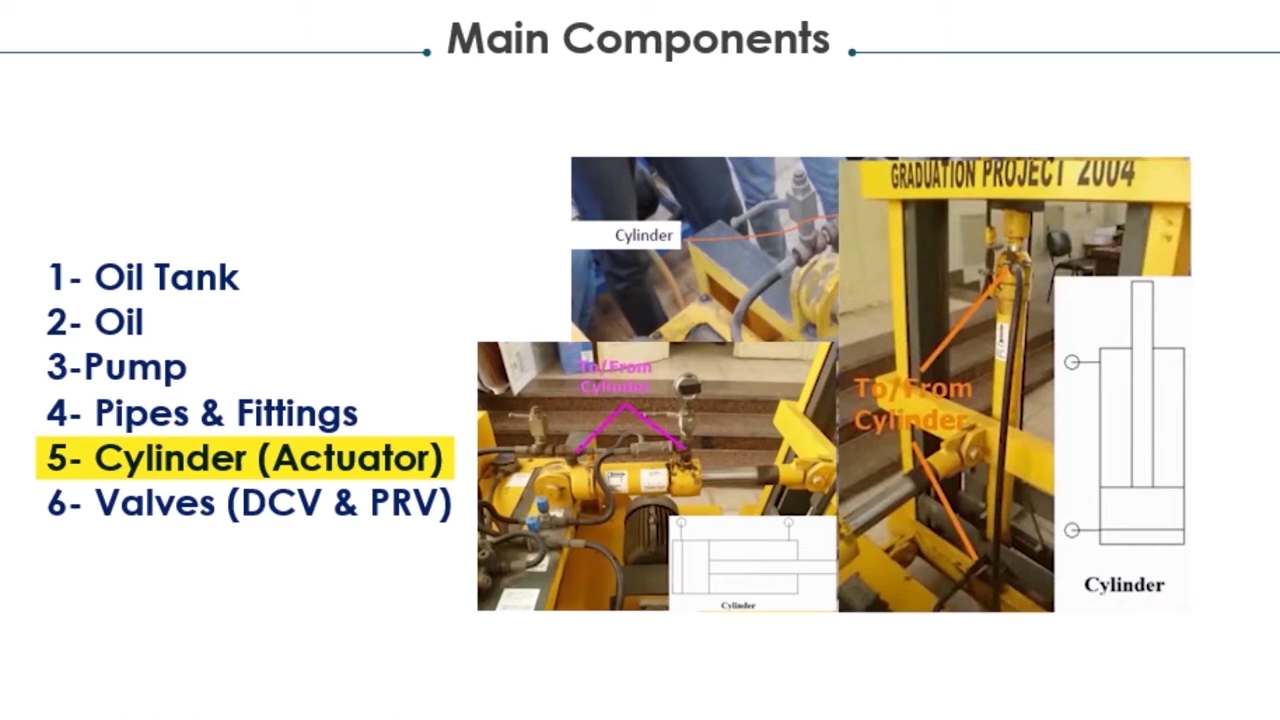 Main Components
1- Oil Tank
2- Oil
3-Pump
4- Pipes & Fittings
5- Cylinder (Actuator)
6- Valves (DCV & PRV)
Cylinder
To/From
Cylinder
Cylinder
GRADUATION PROJECT 2004
To/From
Cylinder
Cylinder